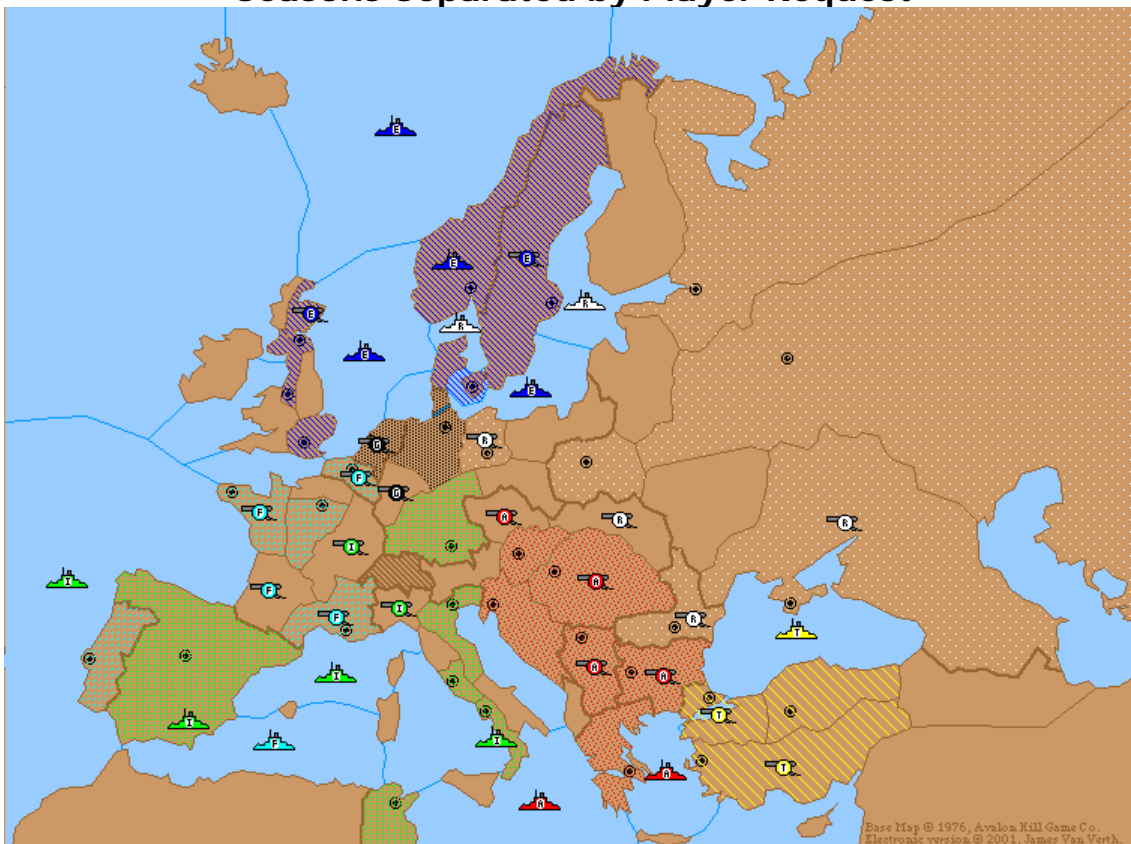 Seasons Separated by Player Request
E
E
E
R
E
R
E
E
R
G
F
G
F
A
R
R
I
I
A
F
I
F
R
T
A
I
A
T
I
I
F
T
A
A
Base Map © 1976, Avalon Hill Game Co.
Electronic version © 2001, James Van Verth.